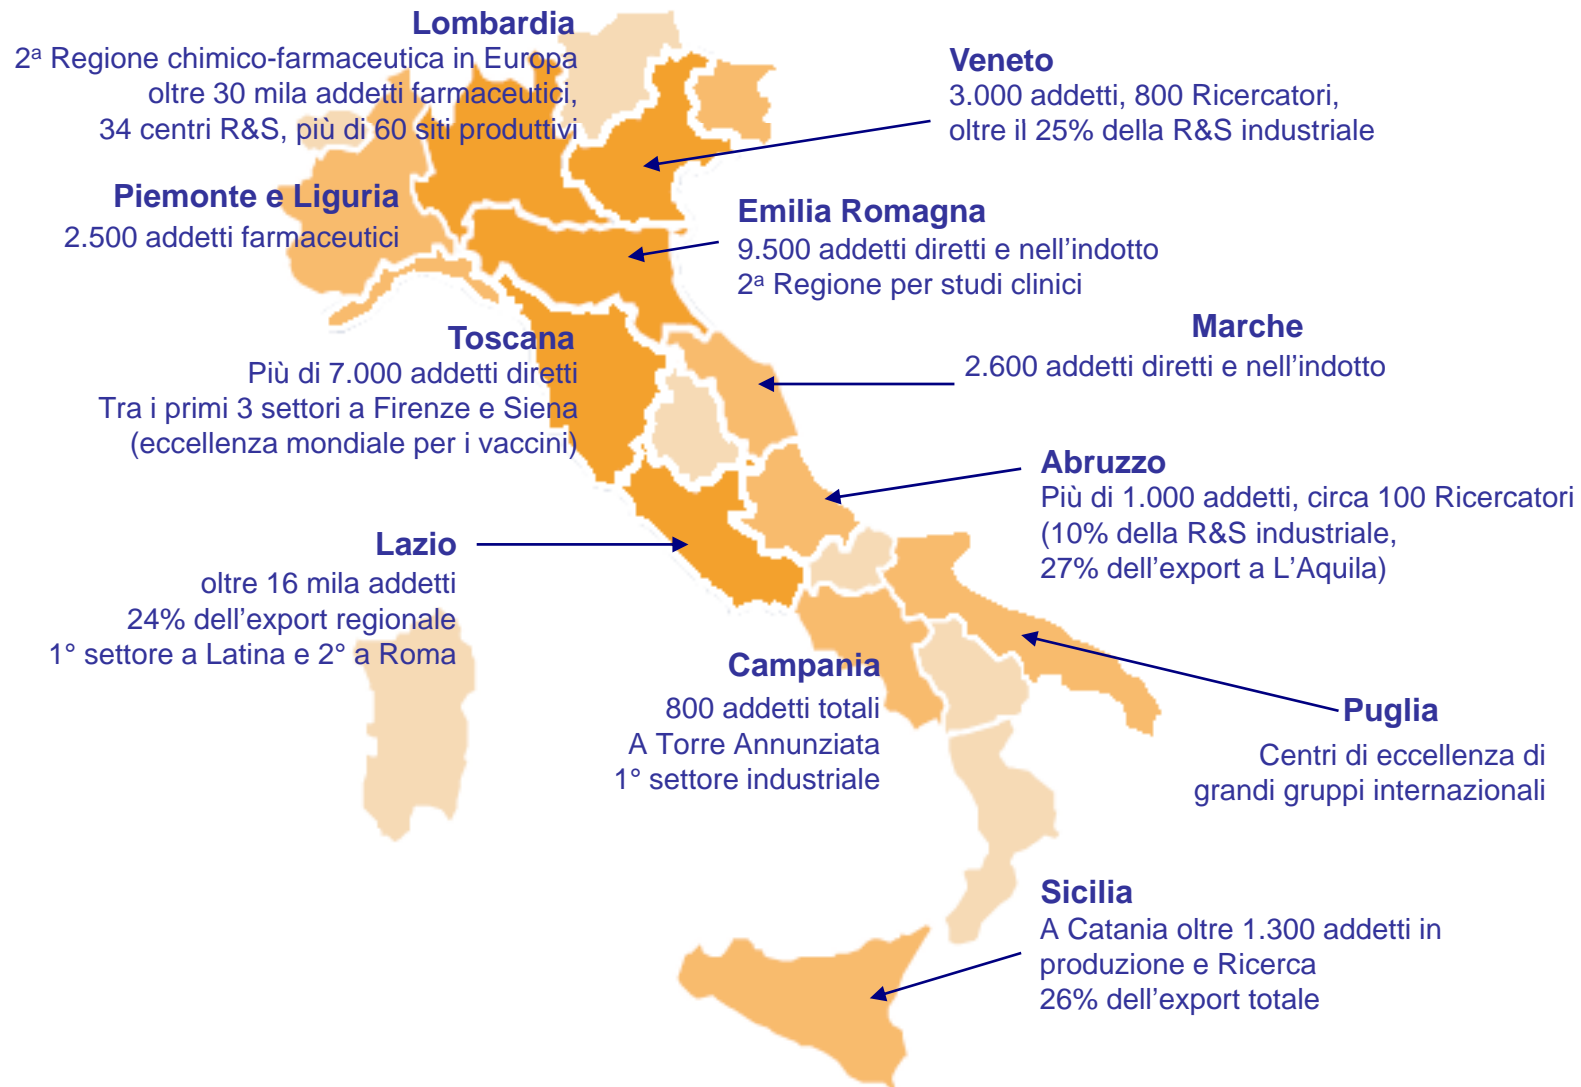 Lombardia
2ª Regione chimico-farmaceutica in Europa
oltre 30 mila addetti farmaceutici,
34 centri R&S, più di 60 siti produttivi
Veneto
3.000 addetti, 800 Ricercatori,
oltre il 25% della R&S industriale
Piemonte e Liguria
2.500 addetti farmaceutici
Emilia Romagna
9.500 addetti diretti e nell’indotto
2ª Regione per studi clinici
Marche
2.600 addetti diretti e nell’indotto
Toscana
Più di 7.000 addetti diretti
Tra i primi 3 settori a Firenze e Siena
(eccellenza mondiale per i vaccini)
Abruzzo
Più di 1.000 addetti, circa 100 Ricercatori
(10% della R&S industriale,
27% dell’export a L’Aquila)
Lazio
oltre 16 mila addetti
24% dell’export regionale
1° settore a Latina e 2° a Roma
Campania
800 addetti totali
A Torre Annunziata
1° settore industriale
Puglia
Centri di eccellenza di
grandi gruppi internazionali
Sicilia
A Catania oltre 1.300 addetti in
produzione e Ricerca
26% dell’export totale